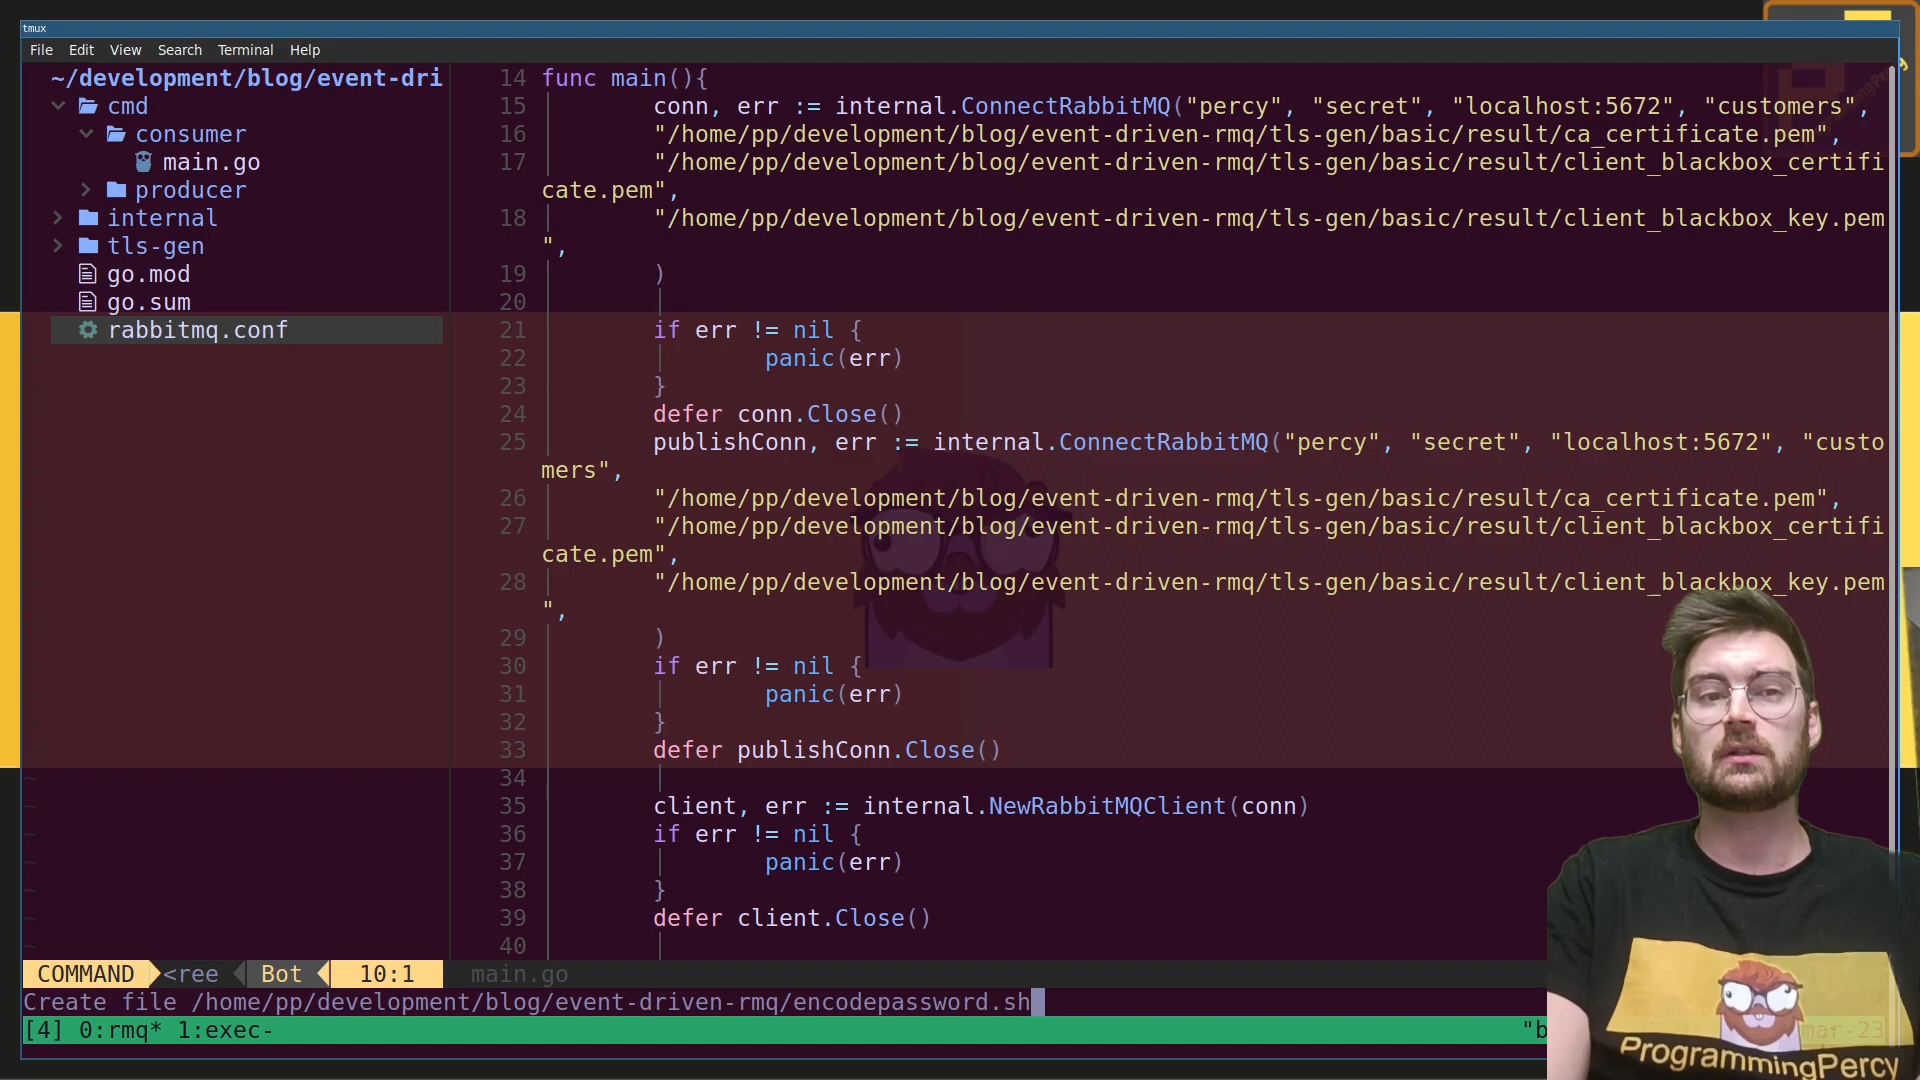 tmux
File Edit View Search Terminal Help
~/development/blog/event-dri
cmd
consumer
main.go
producer
internal
tls-gen
go.mod
go.sum
rabbitmq.conf
14 func main(){
15 conn, err := internal.ConnectRabbitMQ("percy", "secret", "localhost:5672", "customers",
16 "/home/pp/development/blog/event-driven-rmq/tls-gen/basic/result/ca_certificate.pem",
17 "/home/pp/development/blog/event-driven-rmq/tls-gen/basic/result/client_blackbox_certifi
cate.pem",
18 "/home/pp/development/blog/event-driven-rmq/tls-gen/basic/result/client_blackbox_key.pem
",
19 )
20
21 if err != nil {
22 panic(err)
23 }
24 defer conn.Close()
25 publishConn, err := internal.ConnectRabbitMQ("percy", "secret", "localhost:5672", "custo
mers",
26 "/home/pp/development/blog/event-driven-rmq/tls-gen/basic/result/ca_certificate.pem",
27 "/home/pp/development/blog/event-driven-rmq/tls-gen/basic/result/client_blackbox_certifi
cate.pem",
28 "/home/pp/development/blog/event-driven-rmq/tls-gen/basic/result/client_blackbox_key.pem
",
29 )
30 if err != nil {
31 panic(err)
32 }
33 defer publishConn.Close()
34
35 client, err := internal.NewRabbitMQClient(conn)
36 if err != nil {
37 panic(err)
38 }
39 defer client.Close()
40
COMMAND <ree Bot 10:1 main.go
Create file /home/pp/development/blog/event-driven-rmq/encodepassword.sh
[4] 0:rmq* 1:exec- "b mar-23
ProgrammingPercy